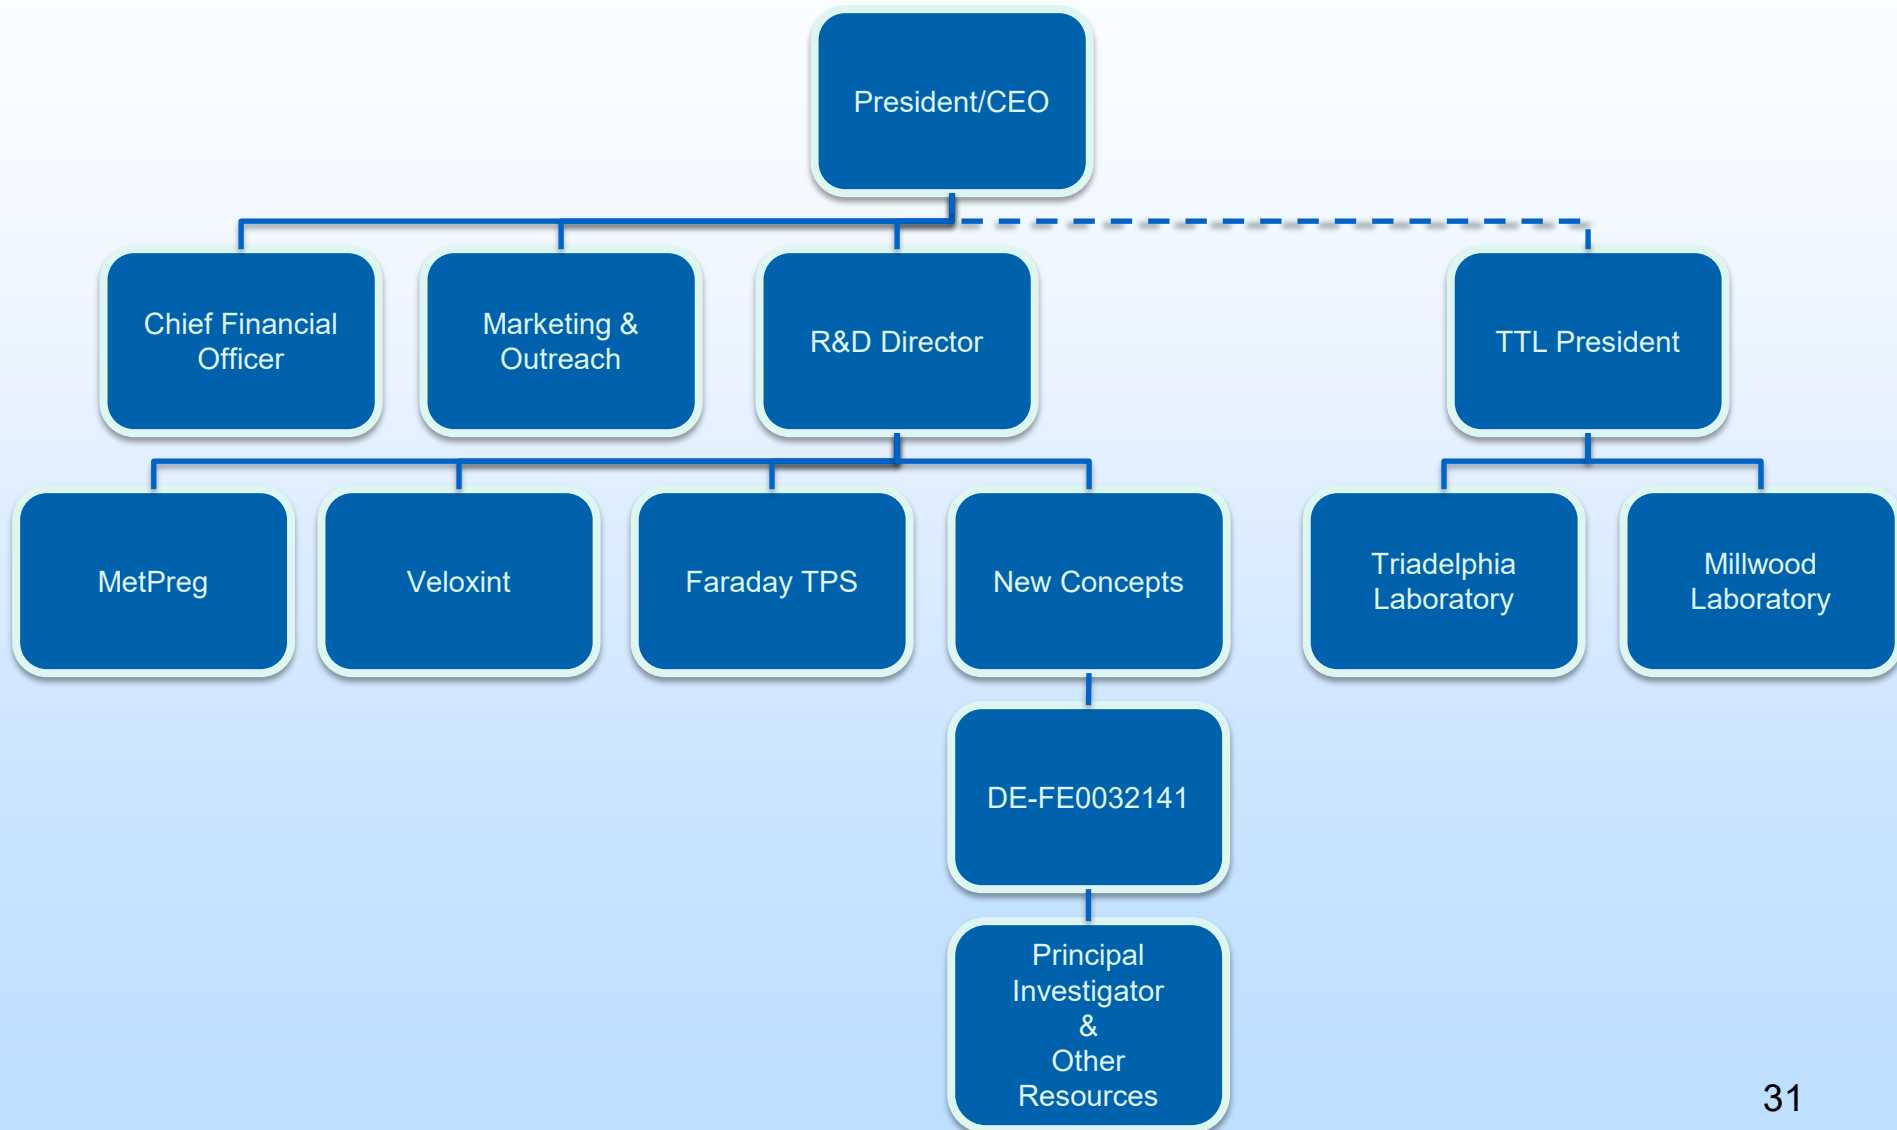 President/CEO
Chief Financial
Officer
Marketing &
Outreach
R&D Director
TTL President
MetPreg
Veloxint
Faraday TPS
New Concepts
Triadelphia
Laboratory
Millwood
Laboratory
DE-FE0032141
Principal
Investigator
&
Other
Resources
31